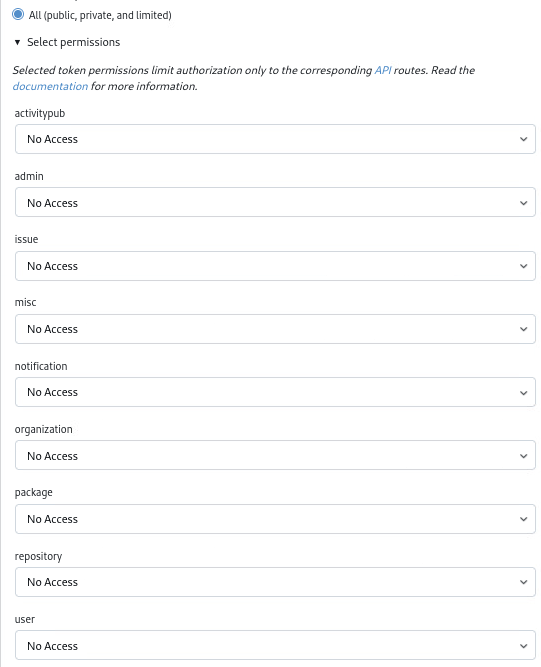 All (public, private, and limited)
▼ Select permissions
Selected token permissions limit authorization only to the corresponding API routes. Read the
documentation for more information.
activitypub
No Access
admin
No Access
issue
No Access
misc
No Access
notification
No Access
organization
No Access
package
No Access
repository
No Access
user
No Access